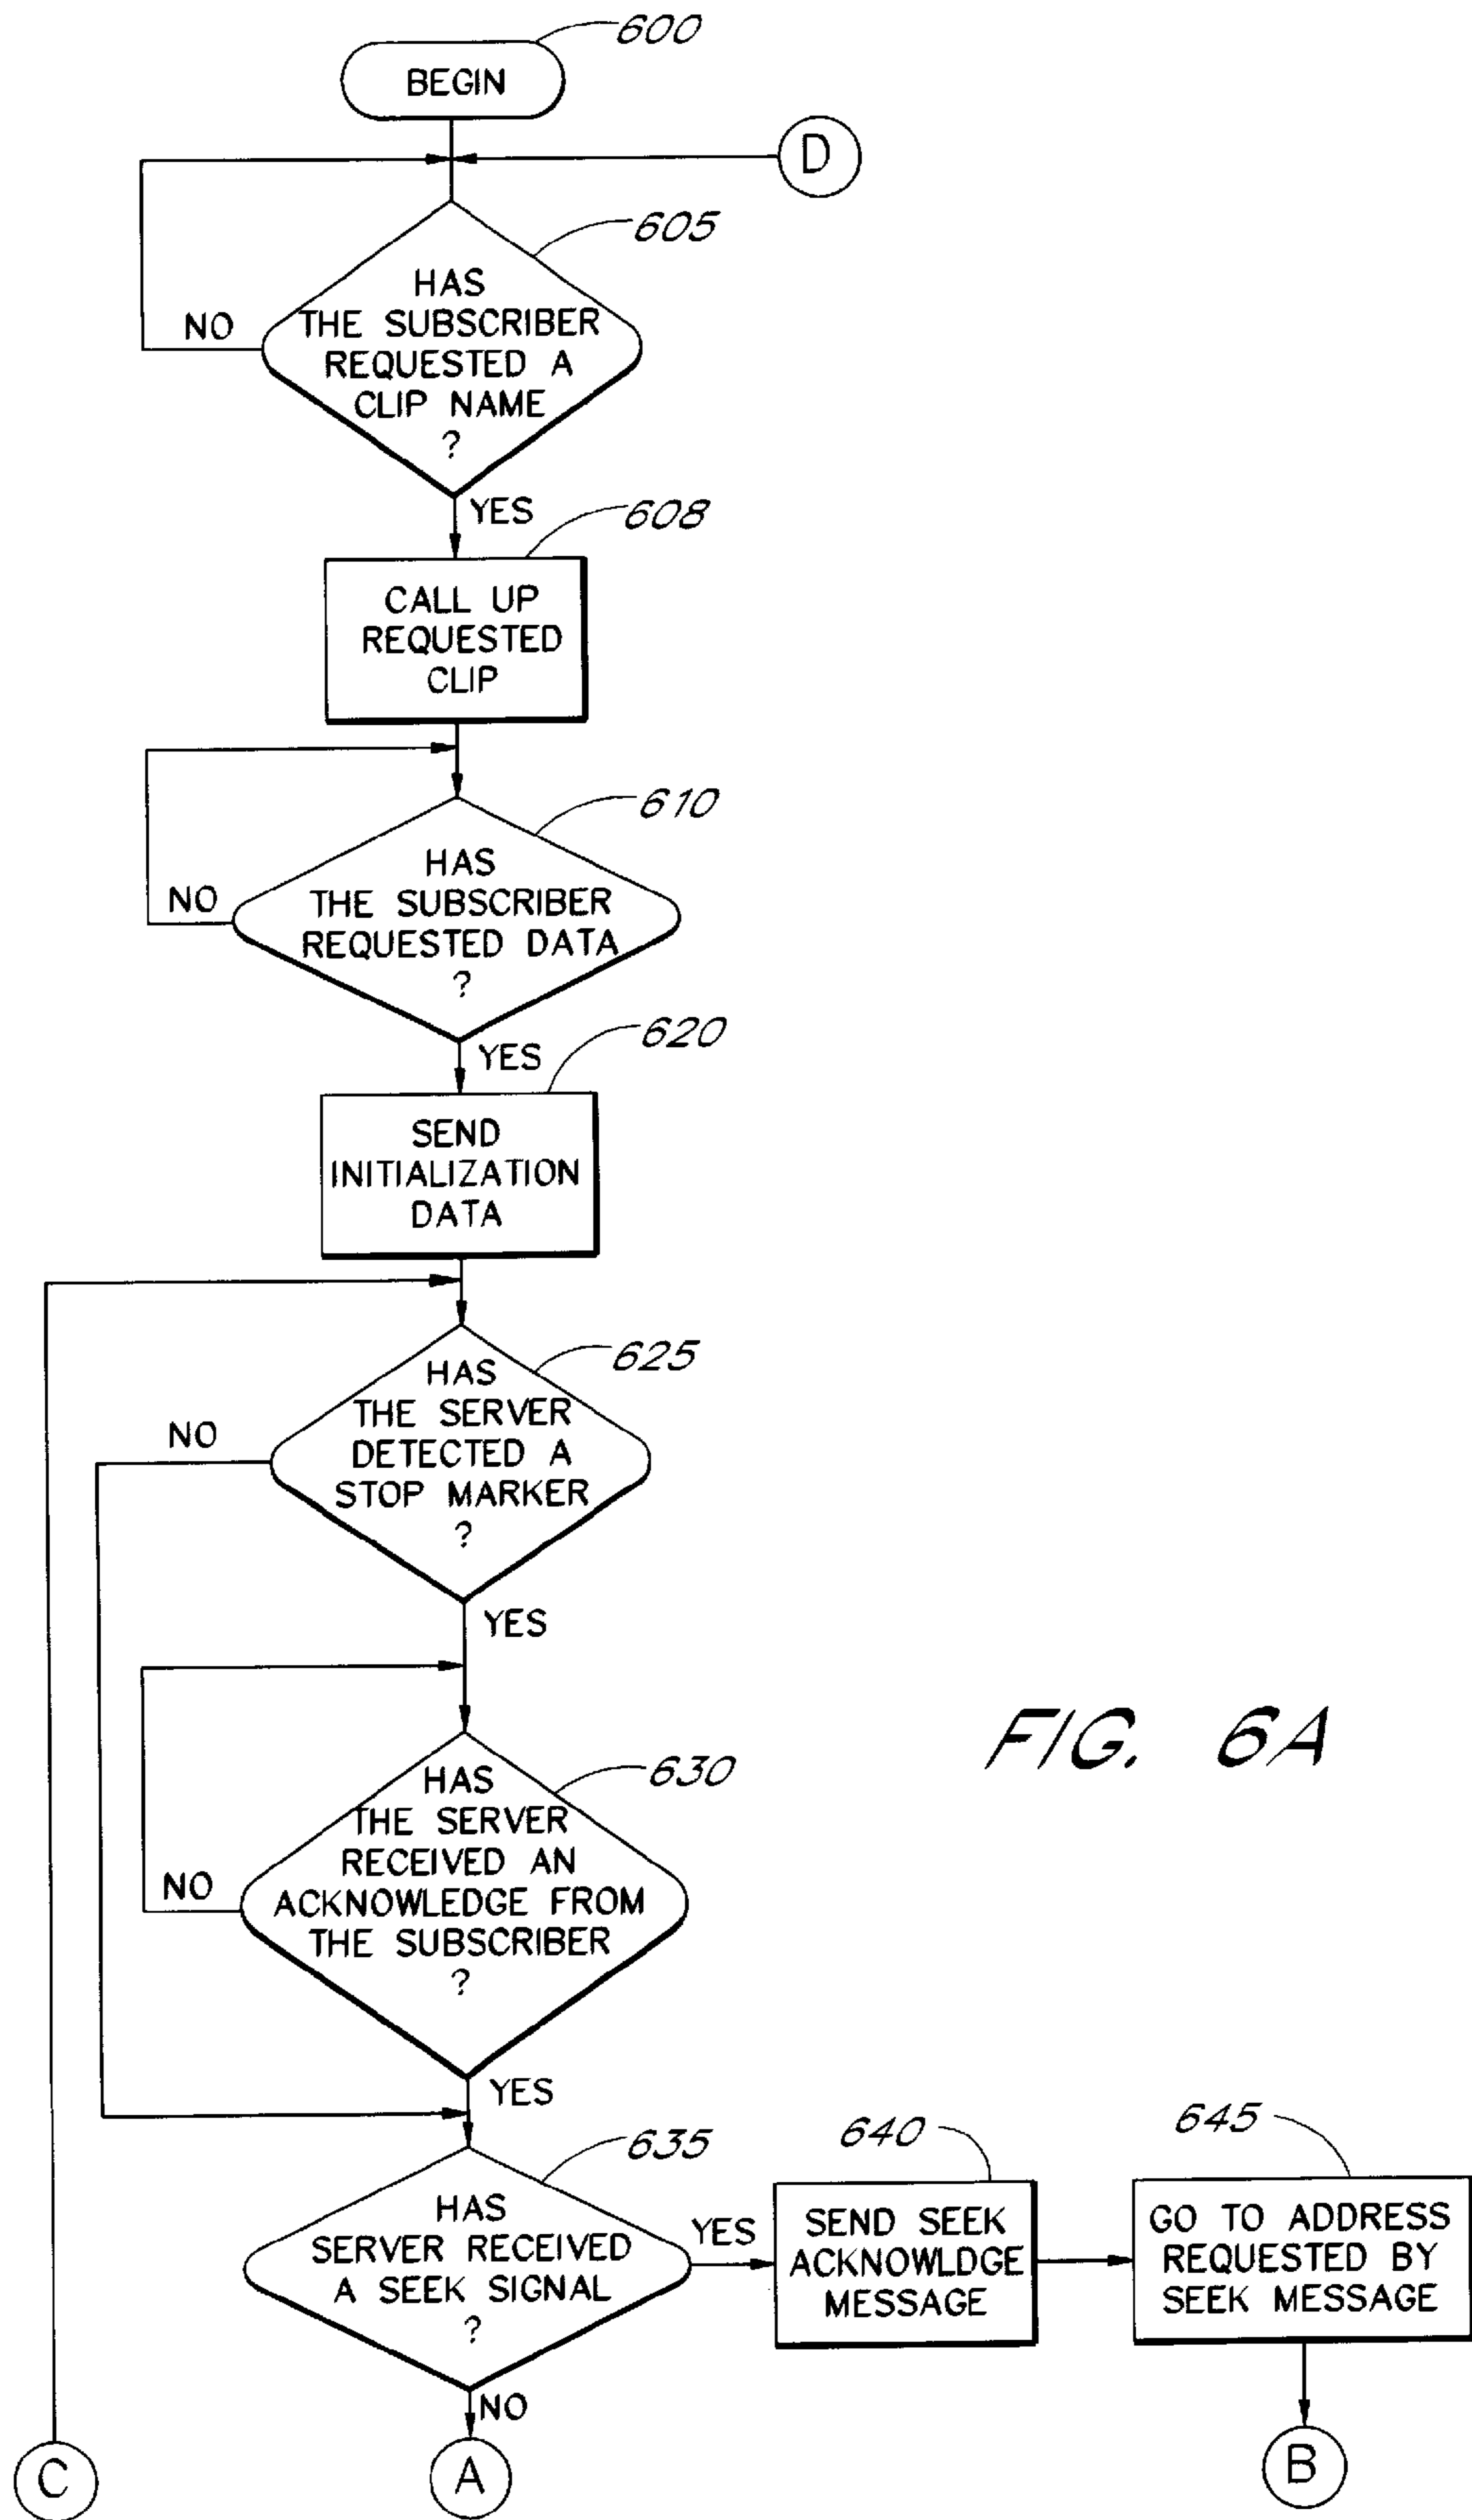 600
BEGIN
D
605
HAS
THE SUBSCRIBER
REQUESTED A
CLIP NAME
?
NO
YES
608
CALL UP
REQUESTED
CLIP
610
HAS
THE SUBSCRIBER
REQUESTED DATA
?
NO
YES
620
SEND
INITIALIZATION
DATA
625
HAS
THE SERVER
DETECTED A
STOP MARKER
?
NO
YES
630
HAS
THE SERVER
RECEIVED AN
ACKNOWLEDGE FROM
THE SUBSCRIBER
?
NO
YES
FIG. 6A
635
HAS
SERVER RECEIVED
A SEEK SIGNAL
?
YES
NO
640
SEND SEEK
ACKNOWLDGE
MESSAGE
645
GO TO ADDRESS
REQUESTED BY
SEEK MESSAGE
C
A
B